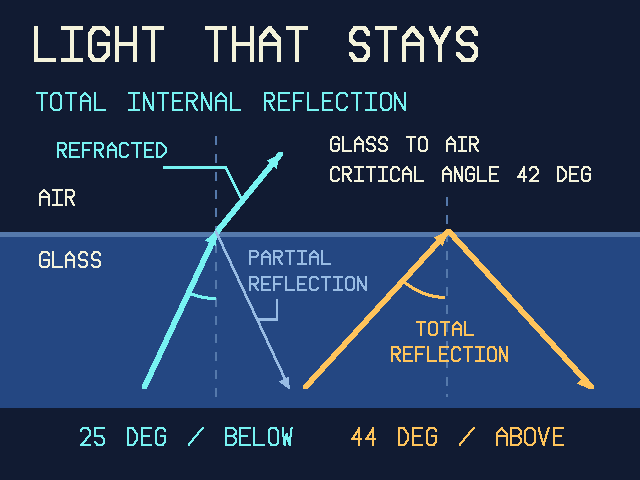 LIGHT THAT STAYS
TOTAL INTERNAL REFLECTION
REFRACTED
GLASS TO AIR
CRITICAL ANGLE 42 DEG
AIR
GLASS
PARTIAL
REFLECTION
TOTAL
REFLECTION
25 DEG / BELOW
44 DEG / ABOVE